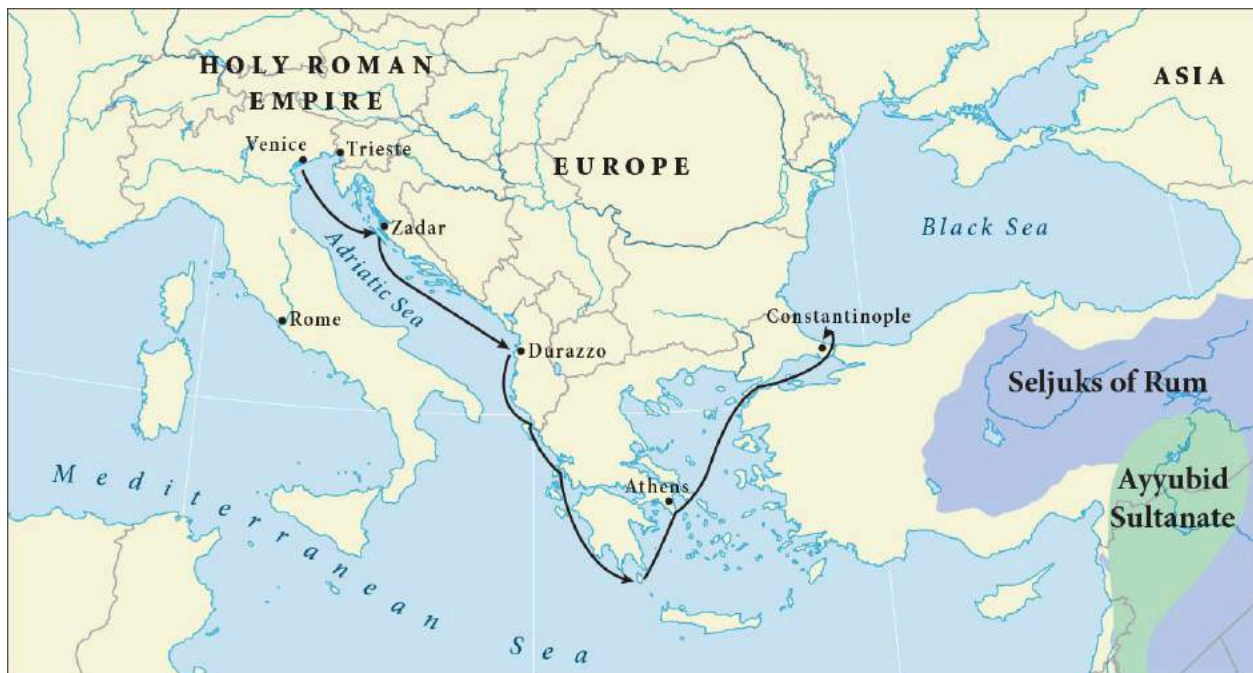 HOLY ROMAN
EMPIRE
ASIA
Venice
Trieste
EUROPE
Zadar
Black Sea
Adriatic Sea
Rome
Constantinople
Durazzo
Seljuks of Rum
Athens
Ayyubid
Sultanate
Mediterranean Sea